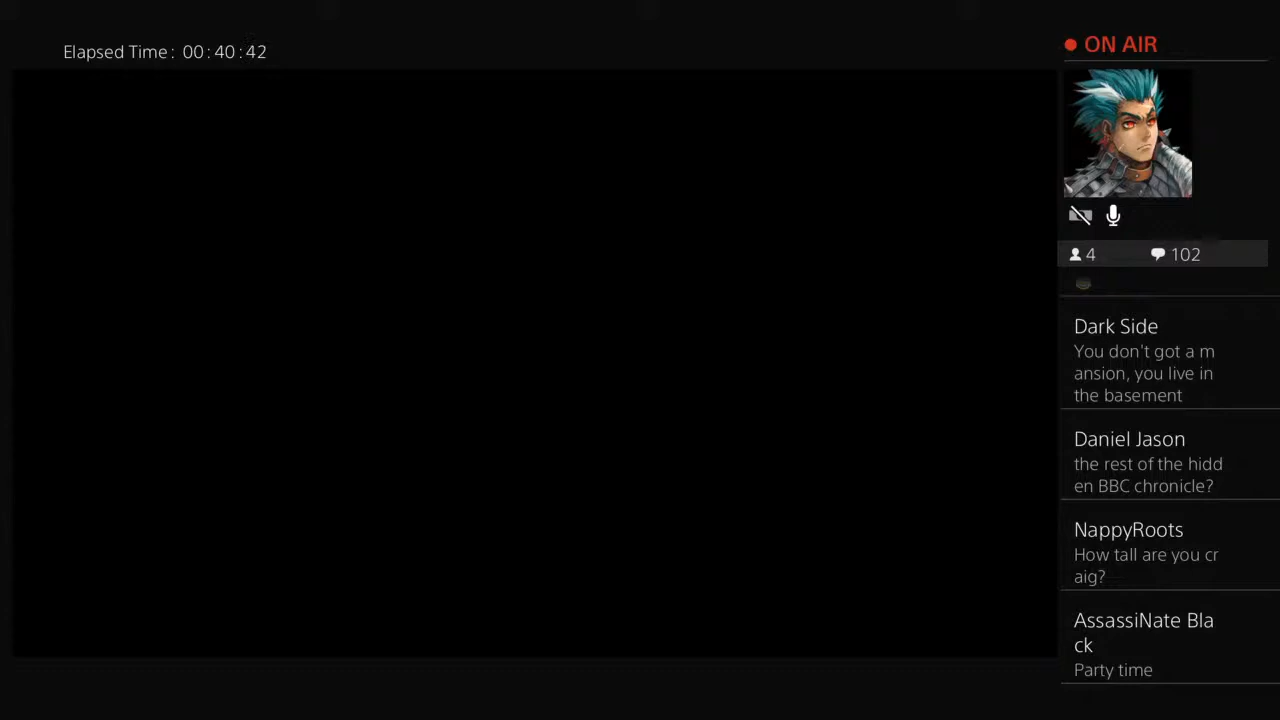 Elapsed Time: 00:40:42
ON AIR
4 102
Dark Side
You don't got a m
ansion, you live in
the basement
Daniel Jason
the rest of the hidd
en BBC chronicle?
NappyRoots
How tall are you cr
aig?
AssassiNate Bla
ck
Party time